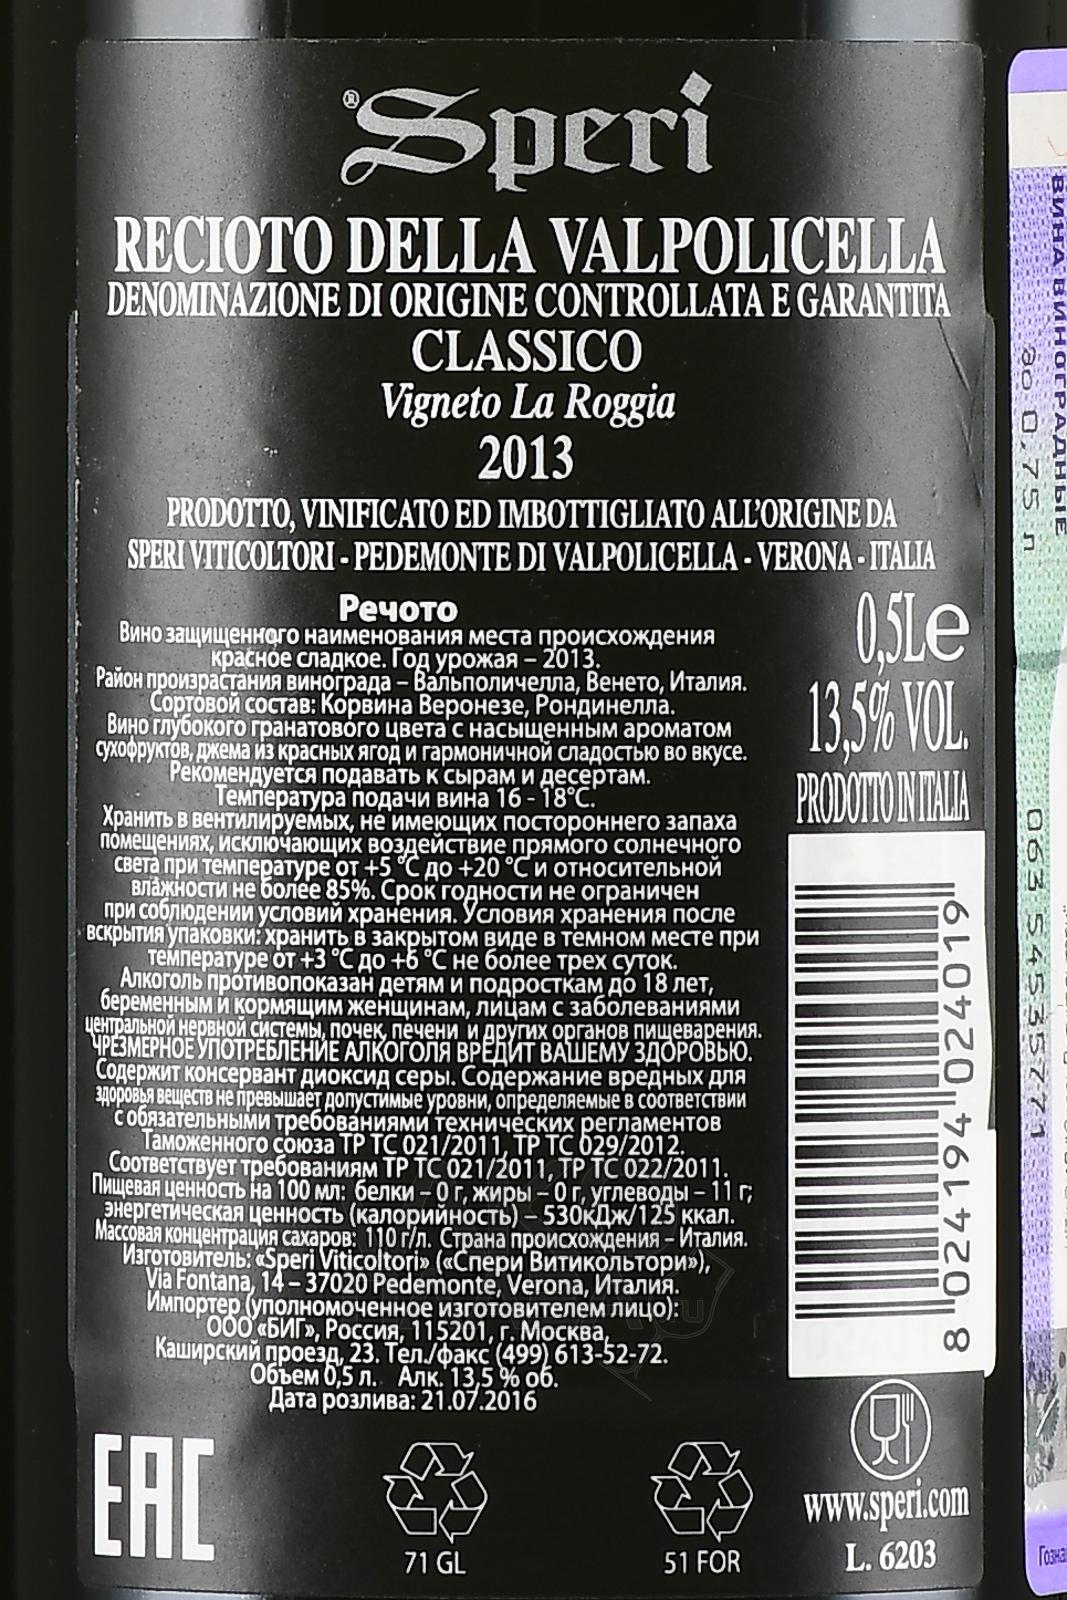 ® Speri
RECIOTO DELLA VALPOLICELLA
DENOMINAZIONE DI ORIGINE CONTROLLATA E GARANTITA
CLASSICO
Vigneto La Roggia
2013
PRODOTTO, VINIFICATO ED IMBOTTIGLIATO ALL'ORIGINE DA
SPERI VITICOLTORI - PEDEMONTE DI VALPOLICELLA - VERONA - ITALIA
Речото
Вино защищенного наименования места происхождения
красное сладкое. Год урожая – 2013.
Район произрастания винограда – Вальполичелла, Венето, Италия.
Сортовой состав: Корвина Веронезе, Рондинелла.
Вино глубокого гранатового цвета с насыщенным ароматом
сухофруктов, джема из красных ягод и гармоничной сладостью во вкусе.
Рекомендуется подавать к сырам и десертам.
Температура подачи вина 16 - 18°С.
Хранить в вентилируемых, не имеющих постороннего запаха
помещениях, исключающих воздействие прямого солнечного
света при температуре от +5 °С до +20 °С и относительной
влажности не более 85%. Срок годности не ограничен
при соблюдении условий хранения. Условия хранения после
вскрытия упаковки: хранить в закрытом виде в темном месте при
температуре от +3 °С до +6 °С не более трех суток.
Алкоголь противопоказан детям и подросткам до 18 лет,
беременным и кормящим женщинам, лицам с заболеваниями
центральной нервной системы, почек, печени и других органов пищеварения.
ЧРЕЗМЕРНОЕ УПОТРЕБЛЕНИЕ АЛКОГОЛЯ ВРЕДИТ ВАШЕМУ ЗДОРОВЬЮ.
Содержит консервант диоксид серы. Содержание вредных для
здоровья веществ не превышает допустимые уровни, определяемые в соответствии
с обязательными требованиями технических регламентов
Таможенного союза ТР ТС 021/2011, ТР ТС 029/2012.
Соответствует требованиям ТР ТС 021/2011, ТР ТС 022/2011.
Пищевая ценность на 100 мл: белки – 0 г, жиры – 0 г, углеводы – 11 г;
энергетическая ценность (калорийность) – 530кДж/125 ккал.
Массовая концентрация сахаров: 110 г/л. Страна происхождения – Италия.
Изготовитель: «Speri Viticoltori» («Спери Витикольтори»),
Via Fontana, 14 – 37020 Pedemonte, Verona, Италия.
Импортер (уполномоченное изготовителем лицо):
ООО «БИГ», Россия, 115201, г. Москва,
Каширский проезд, 23. Тел./факс (499) 613-52-72.
Объем 0,5 л. Алк. 13,5 % об.
Дата розлива: 21.07.2016
0,5L e
13,5% VOL.
PRODOTTO IN ITALIA
8 024194 024019
EAC
71 GL
51 FOR
www.speri.com
L. 6203
ВИНА ВИНОГРАДНЫЕ
до 0,75 л
063 545 53577 1